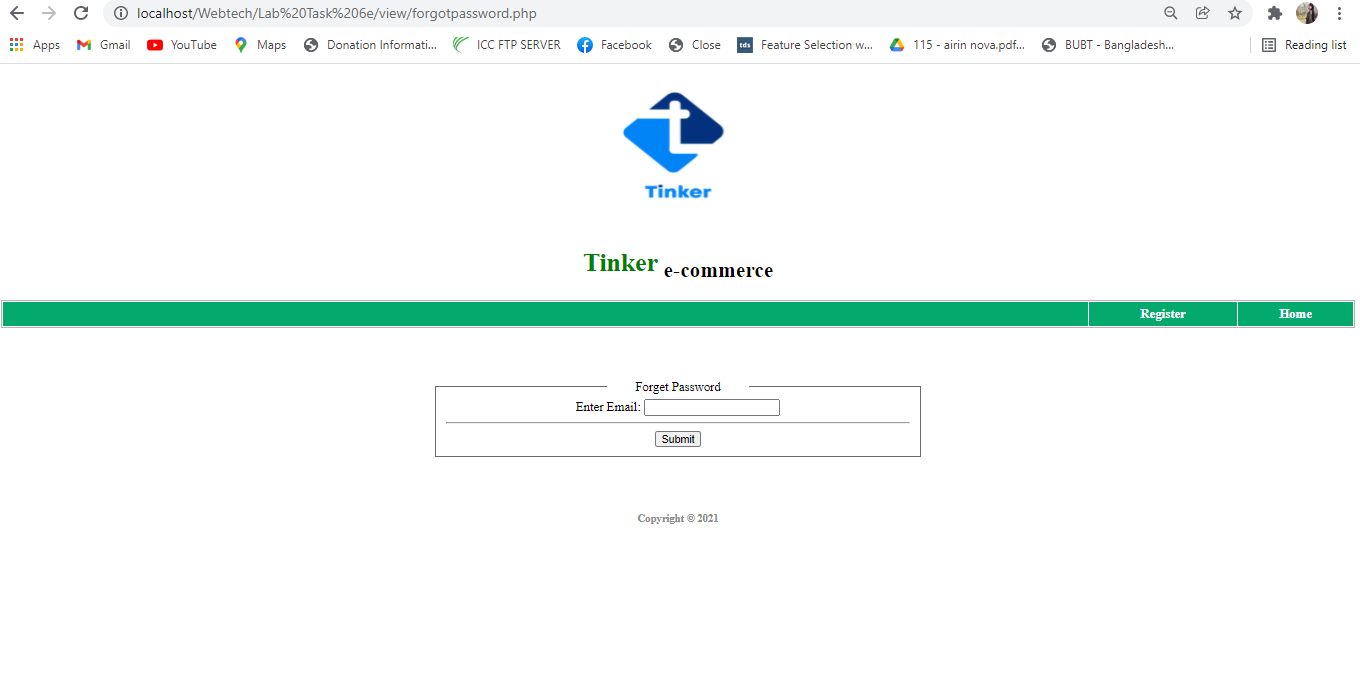 localhost/Webtech/Lab%20Task%206e/view/forgotpassword.php
Apps Gmail YouTube Maps Donation Informati... ICC FTP SERVER Facebook Close tds Feature Selection w... 115 - airin nova.pdf... BUBT - Bangladesh... Reading list
t
Tinker
Tinker e-commerce
Register Home
Forget Password
Enter Email:
Submit
Copyright © 2021